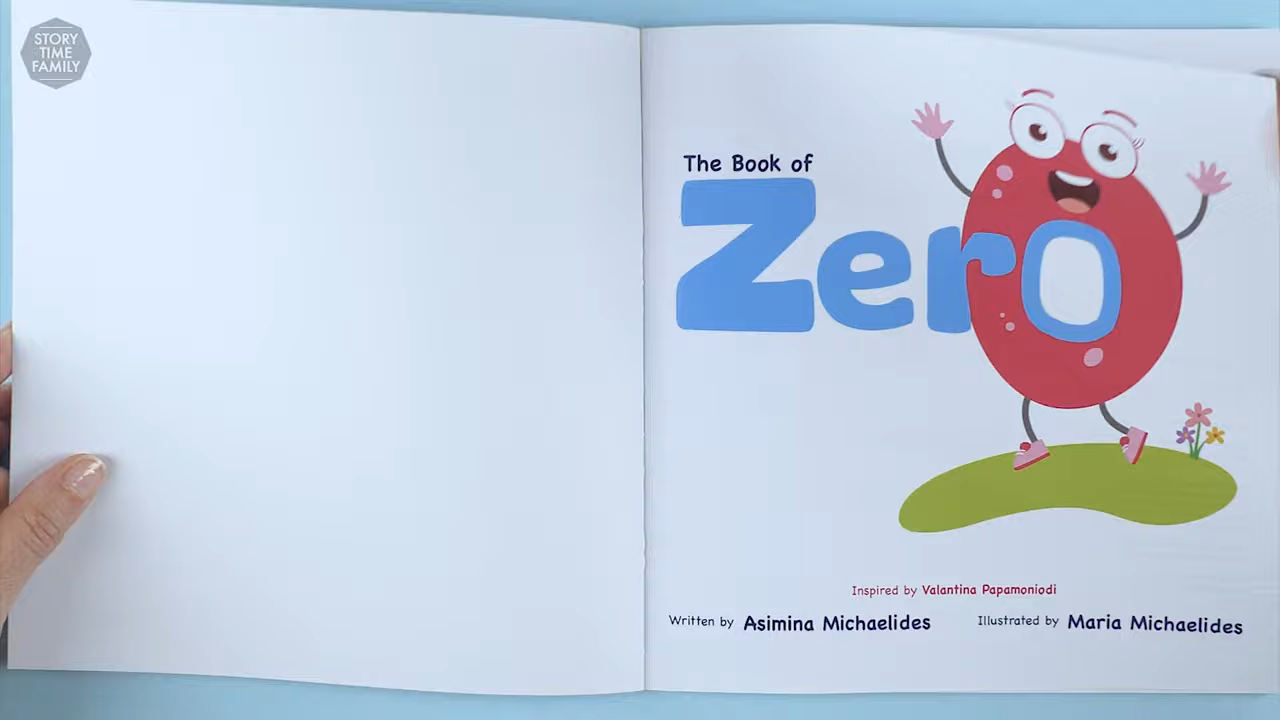 STORY
TIME
FAMILY
The Book of
Zero
Inspired by Valantina Papamoniodi
Written by Asimina Michaelides
Illustrated by Maria Michaelides